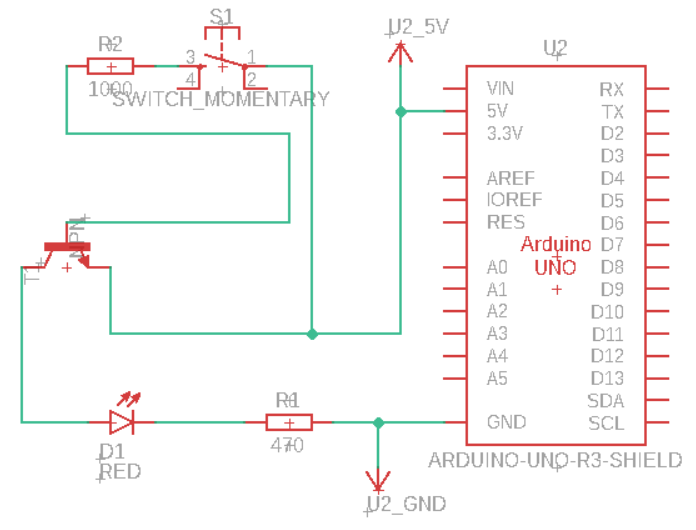 S1
U2_5V
R2
U2
3
1
1000
4
2
SWITCH_MOMENTARY
VIN
RX
5V
TX
3.3V
D2
D3
AREF
D4
IOREF
D5
RES
D6
NPN
Arduino
D7
T1
UNO
A0
D8
A1
D9
A2
D10
A3
D11
A4
D12
A5
D13
SDA
R1
GND
SCL
470
D1
RED
ARDUINO-UNO-R3-SHIELD
U2_GND